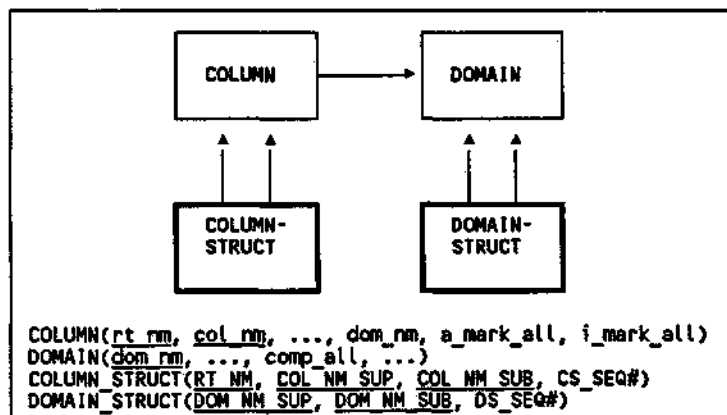 COLUMN
DOMAIN
COLUMN-
STRUCT
DOMAIN-
STRUCT
COLUMN(rt_nm, col_nm, ..., dom_nm, a_mark_all, i_mark_all)
DOMAIN(dom_nm, ..., comp_all, ...)
COLUMN_STRUCT(RT_NM, COL_NM_SUP, COL_NM_SUB, CS_SEQ#)
DOMAIN_STRUCT(DOM_NM_SUP, DOM_NM_SUB, DS_SEQ#)